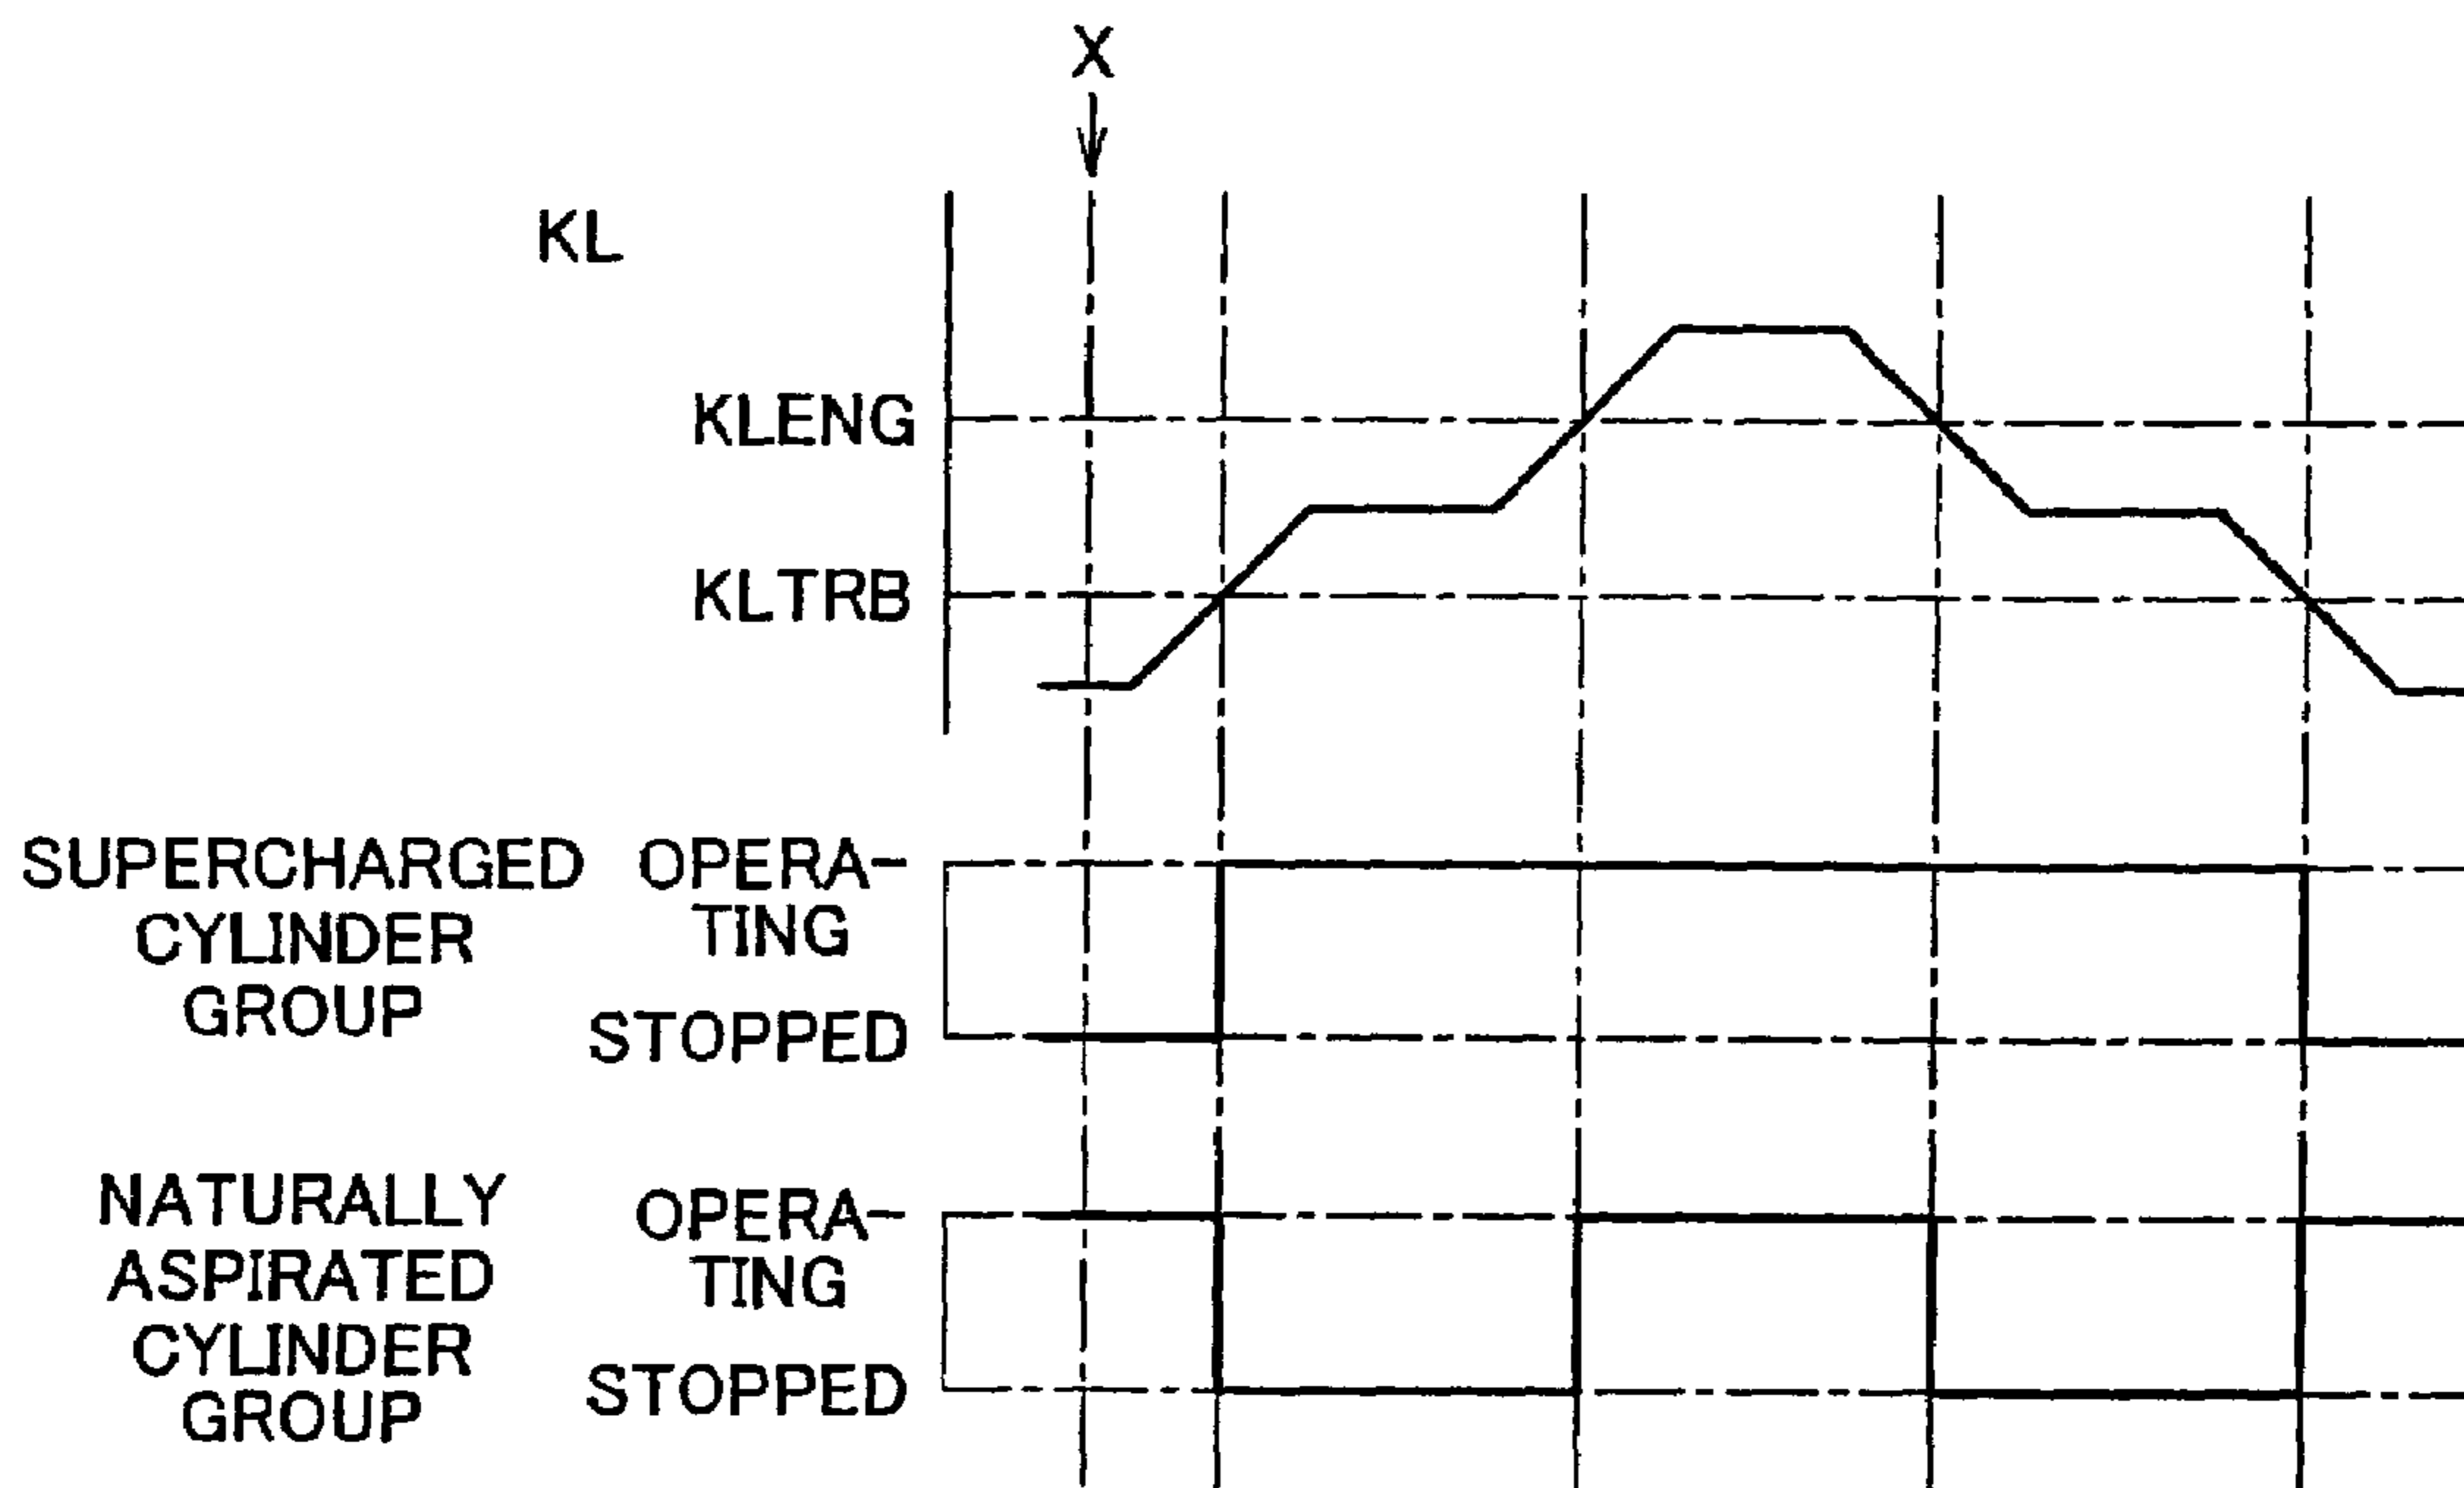 X
KL
KLENG
KLTRB
SUPERCHARGED
CYLINDER
GROUP
OPERA-
TING
STOPPED
NATURALLY
ASPIRATED
CYLINDER
GROUP
OPERA-
TING
STOPPED